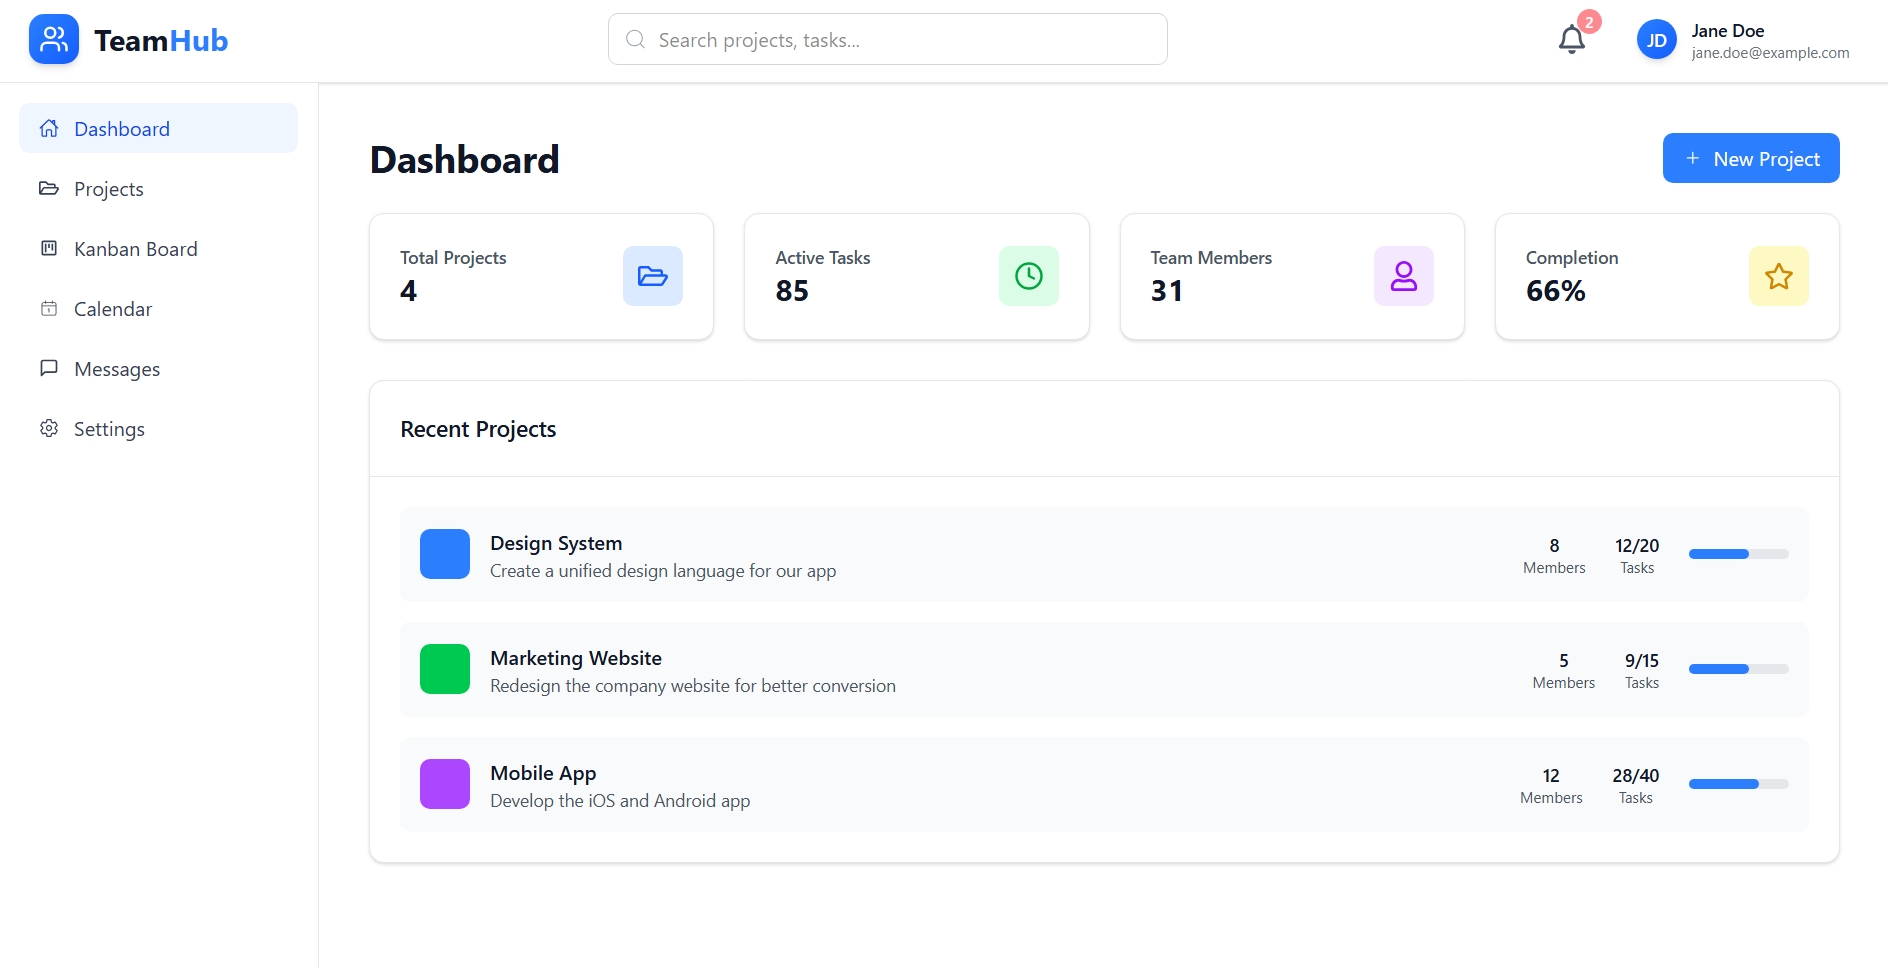 TeamHub
Search projects, tasks...
2
JD
Jane Doe
jane.doe@example.com
Dashboard
Projects
Kanban Board
Calendar
Messages
Settings
Dashboard
+ New Project
Total Projects
4
Active Tasks
85
Team Members
31
Completion
66%
Recent Projects
Design System
Create a unified design language for our app
8
Members
12/20
Tasks
Marketing Website
Redesign the company website for better conversion
5
Members
9/15
Tasks
Mobile App
Develop the iOS and Android app
12
Members
28/40
Tasks